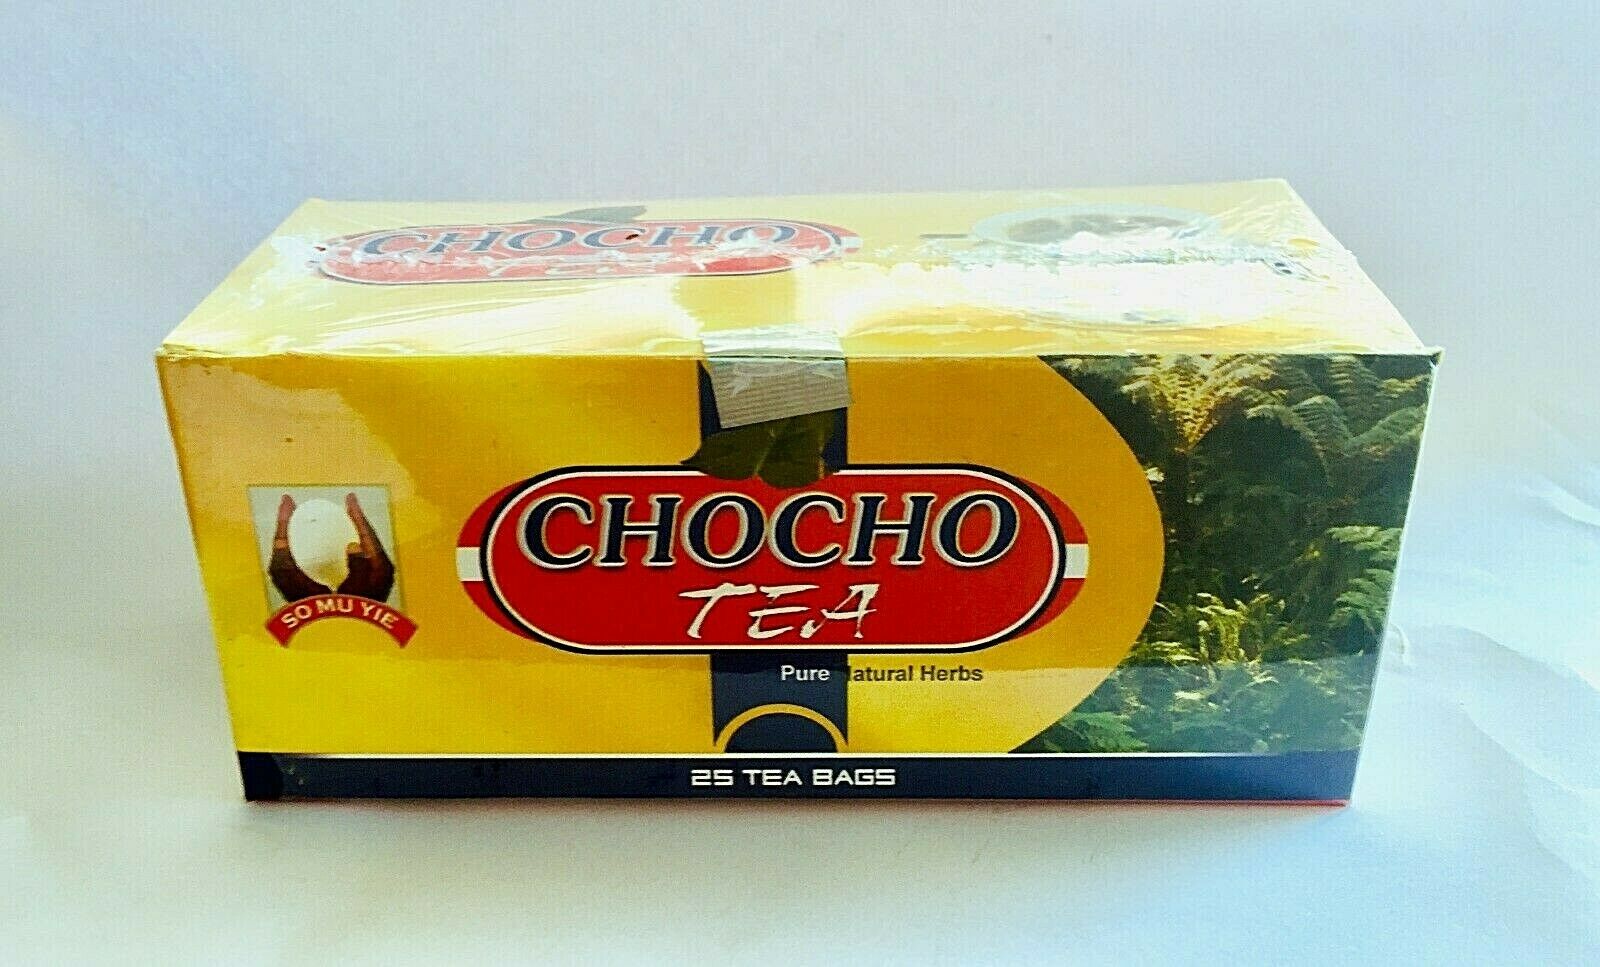 CHOCHO
TEA
CHOCHO
TEA
SO MU YIE
Pure Natural Herbs
25 TEA BAGS